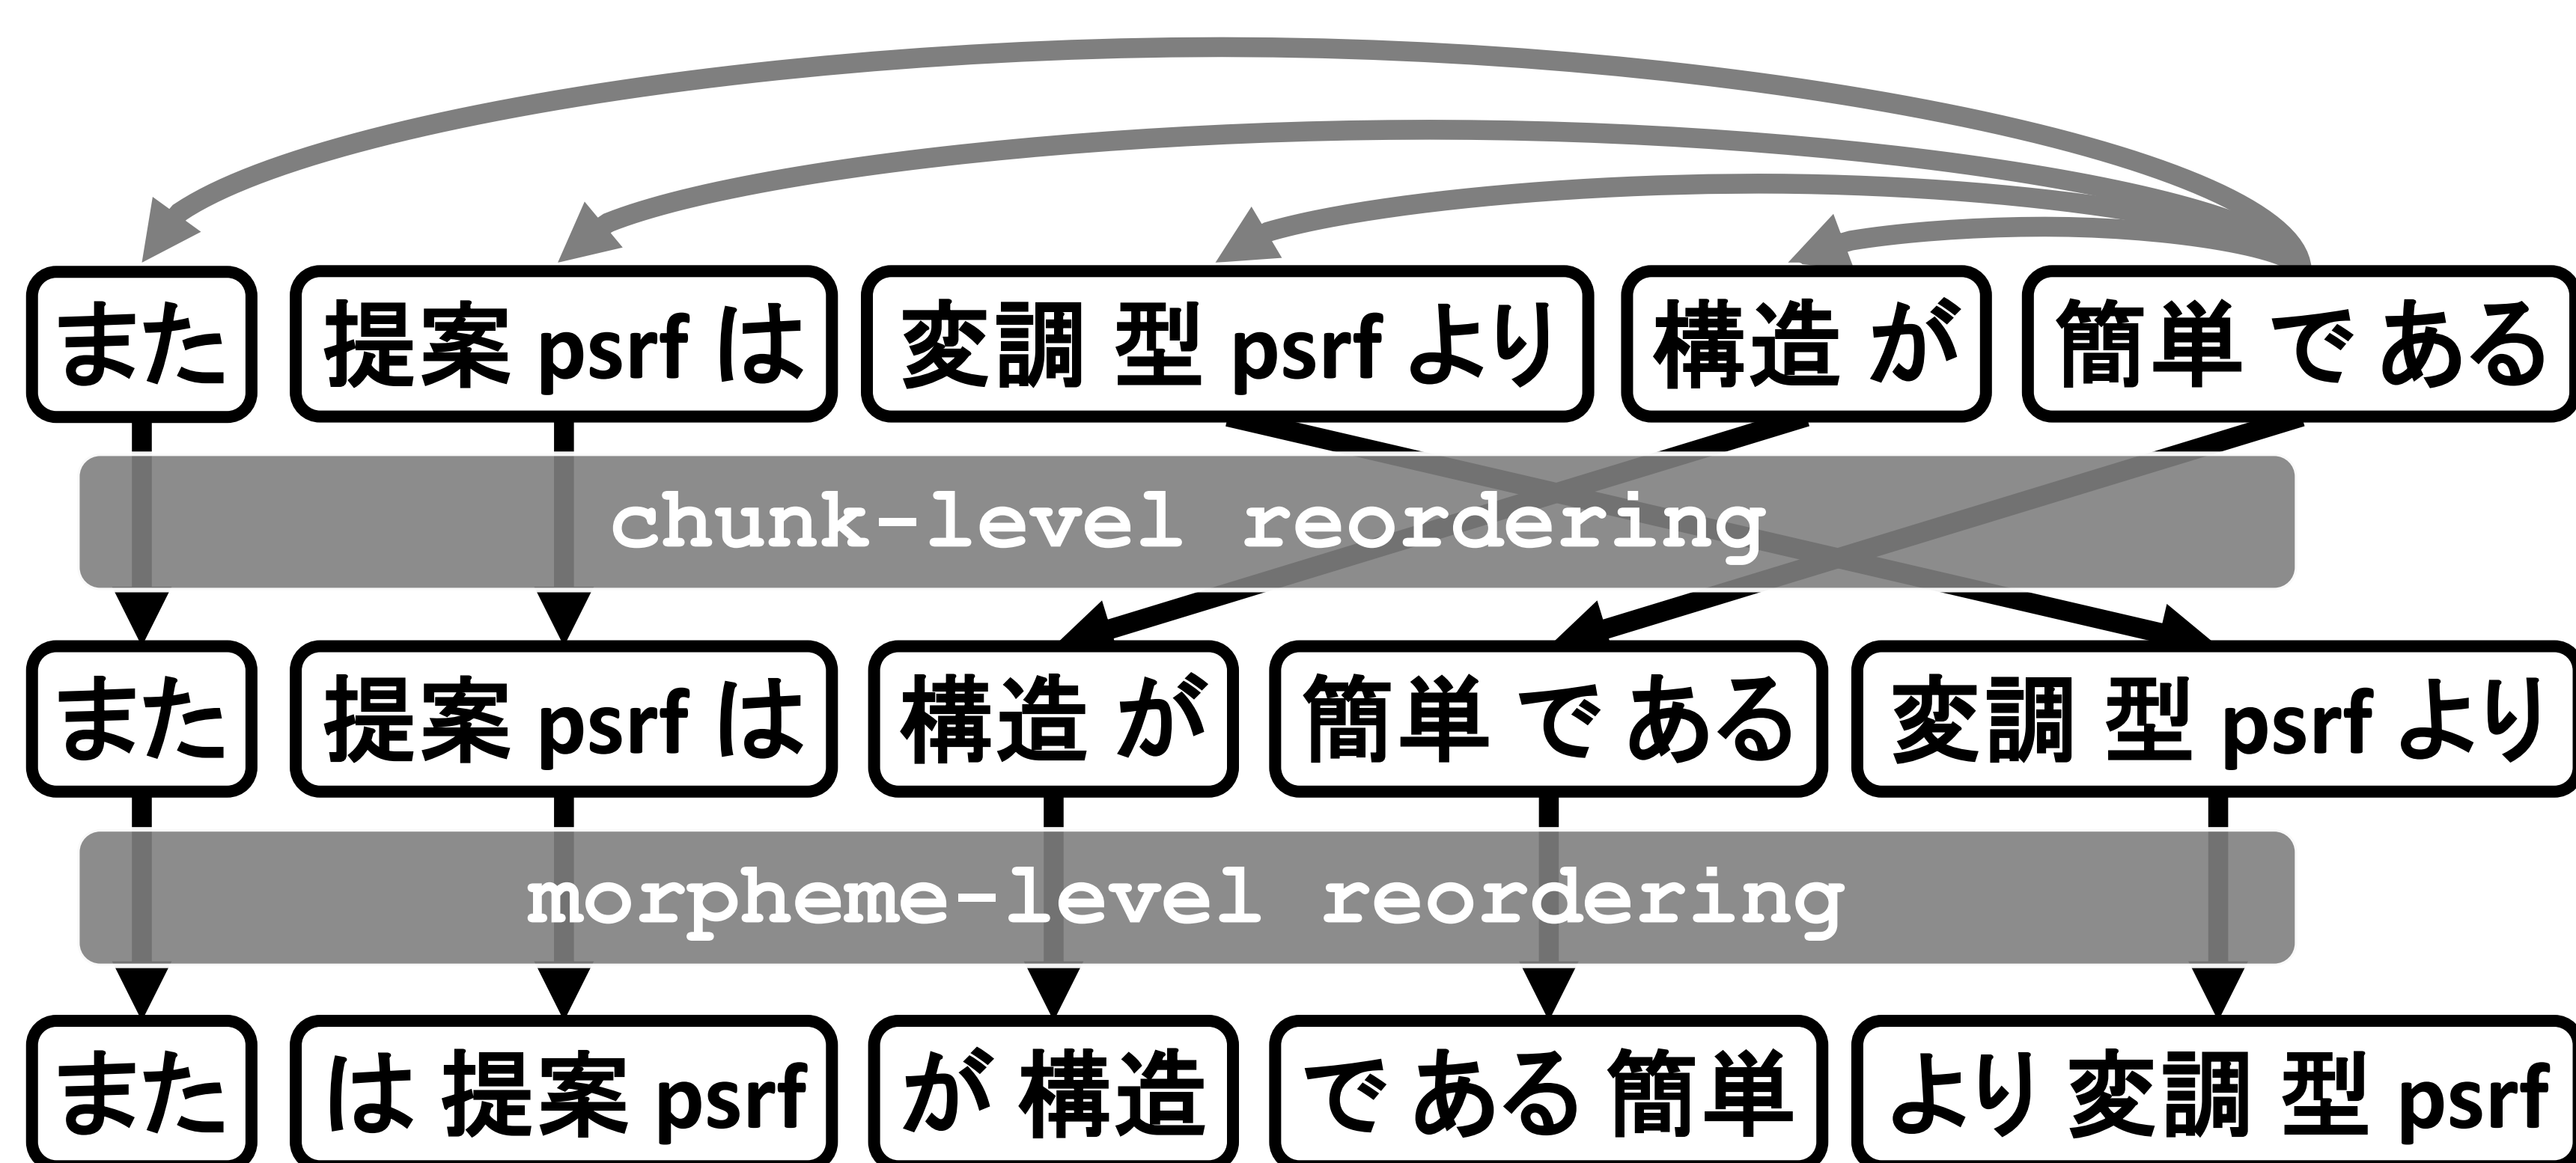 また 提案 psrf は 変調 型 psrf より 構造 が 簡単 で ある
chunk-level reordering
また 提案 psrf は 構造 が 簡単 で ある 変調 型 psrf より
morpheme-level reordering
また は 提案 psrf が 構造 で ある 簡単 より 変調 型 psrf